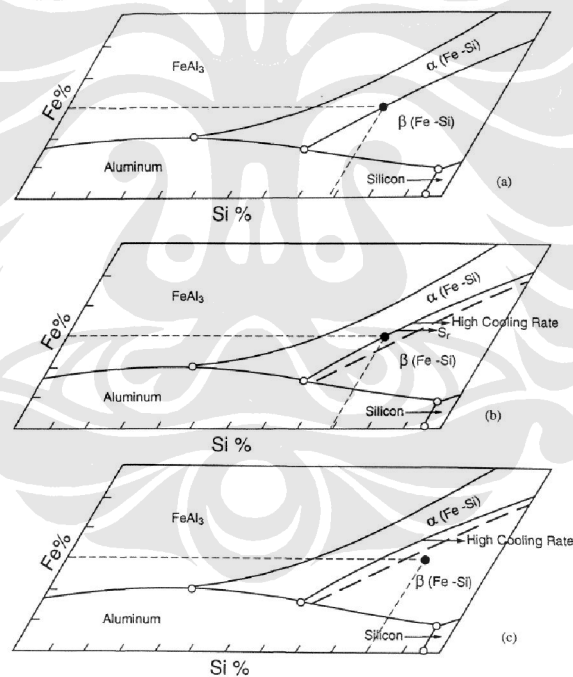 FeAl3
α (Fe -Si)
Fe%
β (Fe -Si)
Aluminum
Silicon
(a)
Si %
FeAl3
α (Fe -Si)
High Cooling Rate
Sr
Fe%
β (Fe -Si)
Aluminum
Silicon
(b)
Si %
FeAl3
α (Fe -Si)
High Cooling Rate
Fe%
β (Fe -Si)
Aluminum
Silicon
(c)
Si %